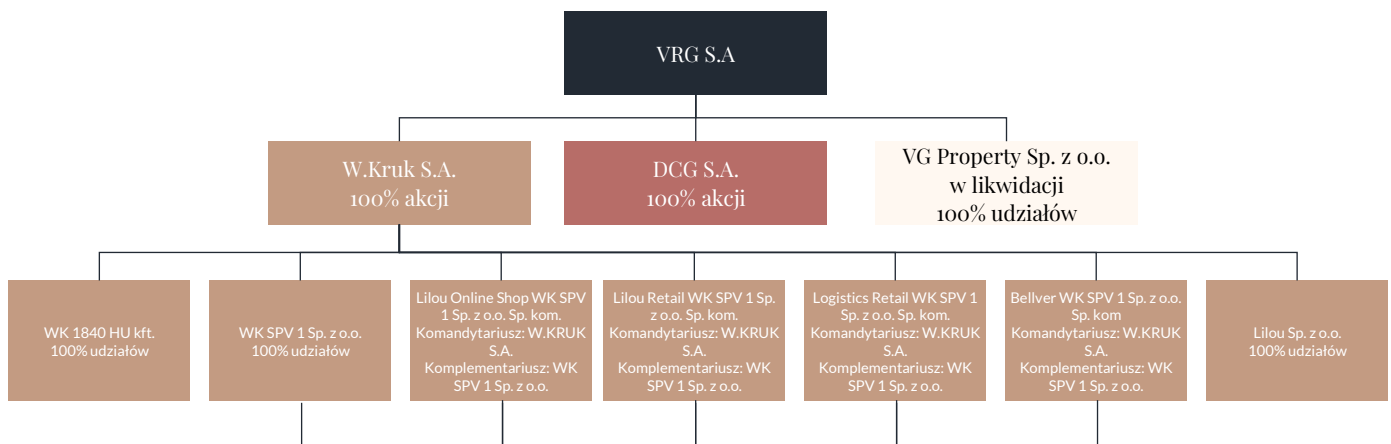 VRG S.A
W.Kruk S.A.
100% akcji
DCG S.A.
100% akcji
VG Property Sp. z o.o.
w likwidacji
100% udziałów
WK 1840 HU kft.
100% udziałów
WK SPV 1 Sp. z o.o.
100% udziałów
Lilou Online Shop WK SPV
1 Sp. z o.o. Sp. kom.
Komandytariusz: W.KRUK
S.A.
Komplementariusz: WK
SPV 1 Sp. z o.o.
Lilou Retail WK SPV 1 Sp.
z o.o. Sp. kom.
Komandytariusz: W.KRUK
S.A.
Komplementariusz: WK
SPV 1 Sp. z o.o.
Logistics Retail WK SPV 1
Sp. z o.o. Sp. kom.
Komandytariusz: W.KRUK
S.A.
Komplementariusz: WK
SPV 1 Sp. z o.o.
Bellver WK SPV 1 Sp. z o.o.
Sp. kom
Komandytariusz: W.KRUK
S.A.
Komplementariusz: WK
SPV 1 Sp. z o.o.
Lilou Sp. z o.o.
100% udziałów